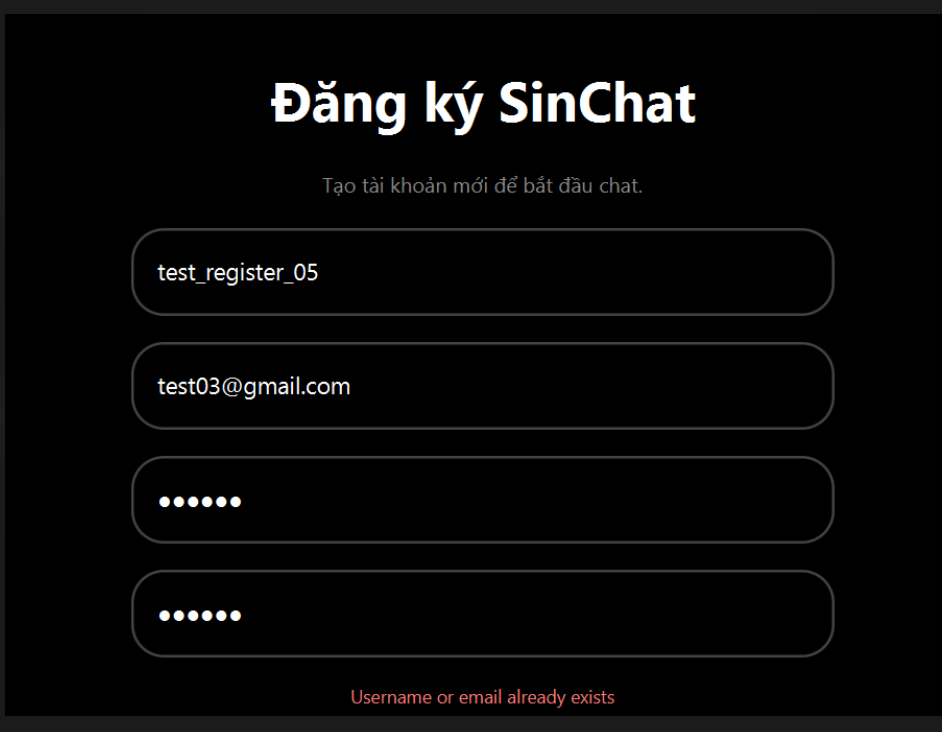 Đăng ký SinChat
Tạo tài khoản mới để bắt đầu chat.
test_register_05
test03@gmail.com
••••••
••••••
Username or email already exists